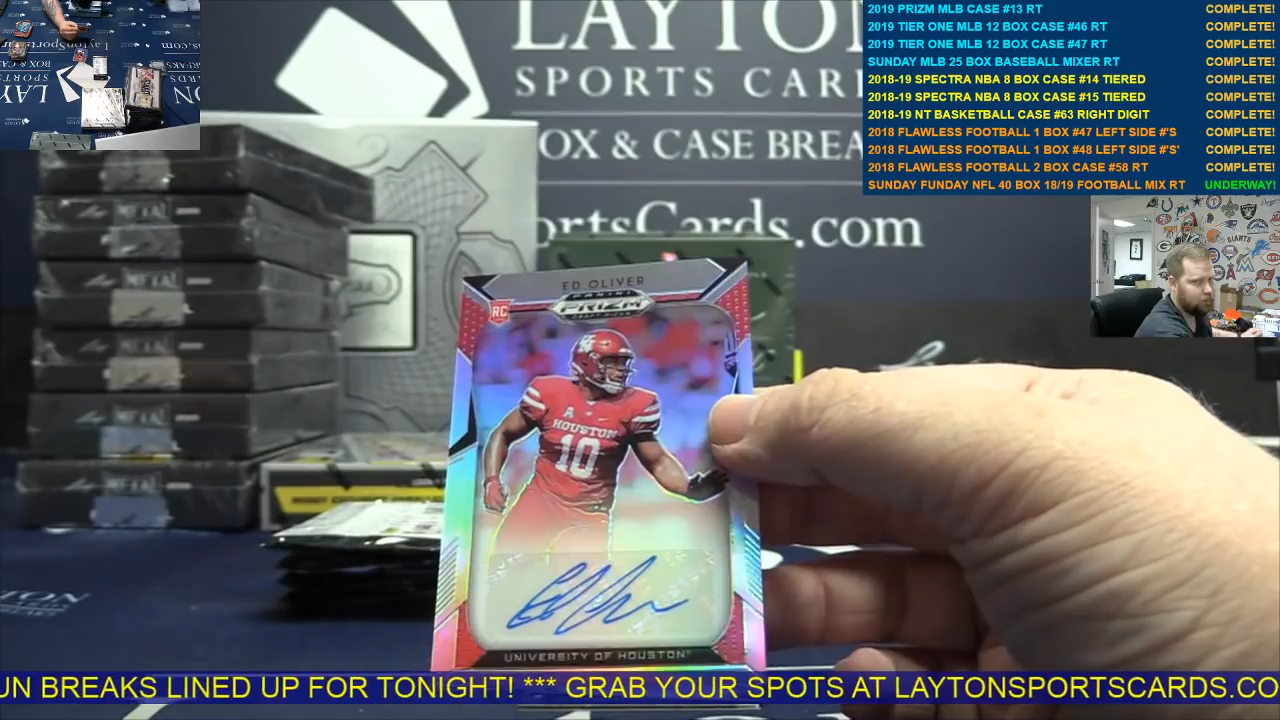 2019 PRIZM MLB CASE #13 RT COMPLETE!
2019 TIER ONE MLB 12 BOX CASE #46 RT COMPLETE!
2019 TIER ONE MLB 12 BOX CASE #47 RT COMPLETE!
SUNDAY MLB 25 BOX BASEBALL MIXER RT COMPLETE!
2018-19 SPECTRA NBA 8 BOX CASE #14 TIERED COMPLETE!
2018-19 SPECTRA NBA 8 BOX CASE #15 TIERED COMPLETE!
2018-19 NT BASKETBALL CASE #63 RIGHT DIGIT COMPLETE!
2018 FLAWLESS FOOTBALL 1 BOX #47 LEFT SIDE #'S COMPLETE!
2018 FLAWLESS FOOTBALL 1 BOX #48 LEFT SIDE #'S' COMPLETE!
2018 FLAWLESS FOOTBALL 2 BOX CASE #58 RT COMPLETE!
SUNDAY FUNDAY NFL 40 BOX 18/19 FOOTBALL MIX RT UNDERWAY!
LAYTON
SPORTS CAR
OX & CASE BREA
ortsCards.com
GIANTS
ED OLIVER
PANINI
PRIZM
DRAFT PICKS
RC
A
HOUSTON
10
UNIVERSITY OF HOUSTON
UN BREAKS LINED UP FOR TONIGHT! *** GRAB YOUR SPOTS AT LAYTONSPORTSCARDS.CO